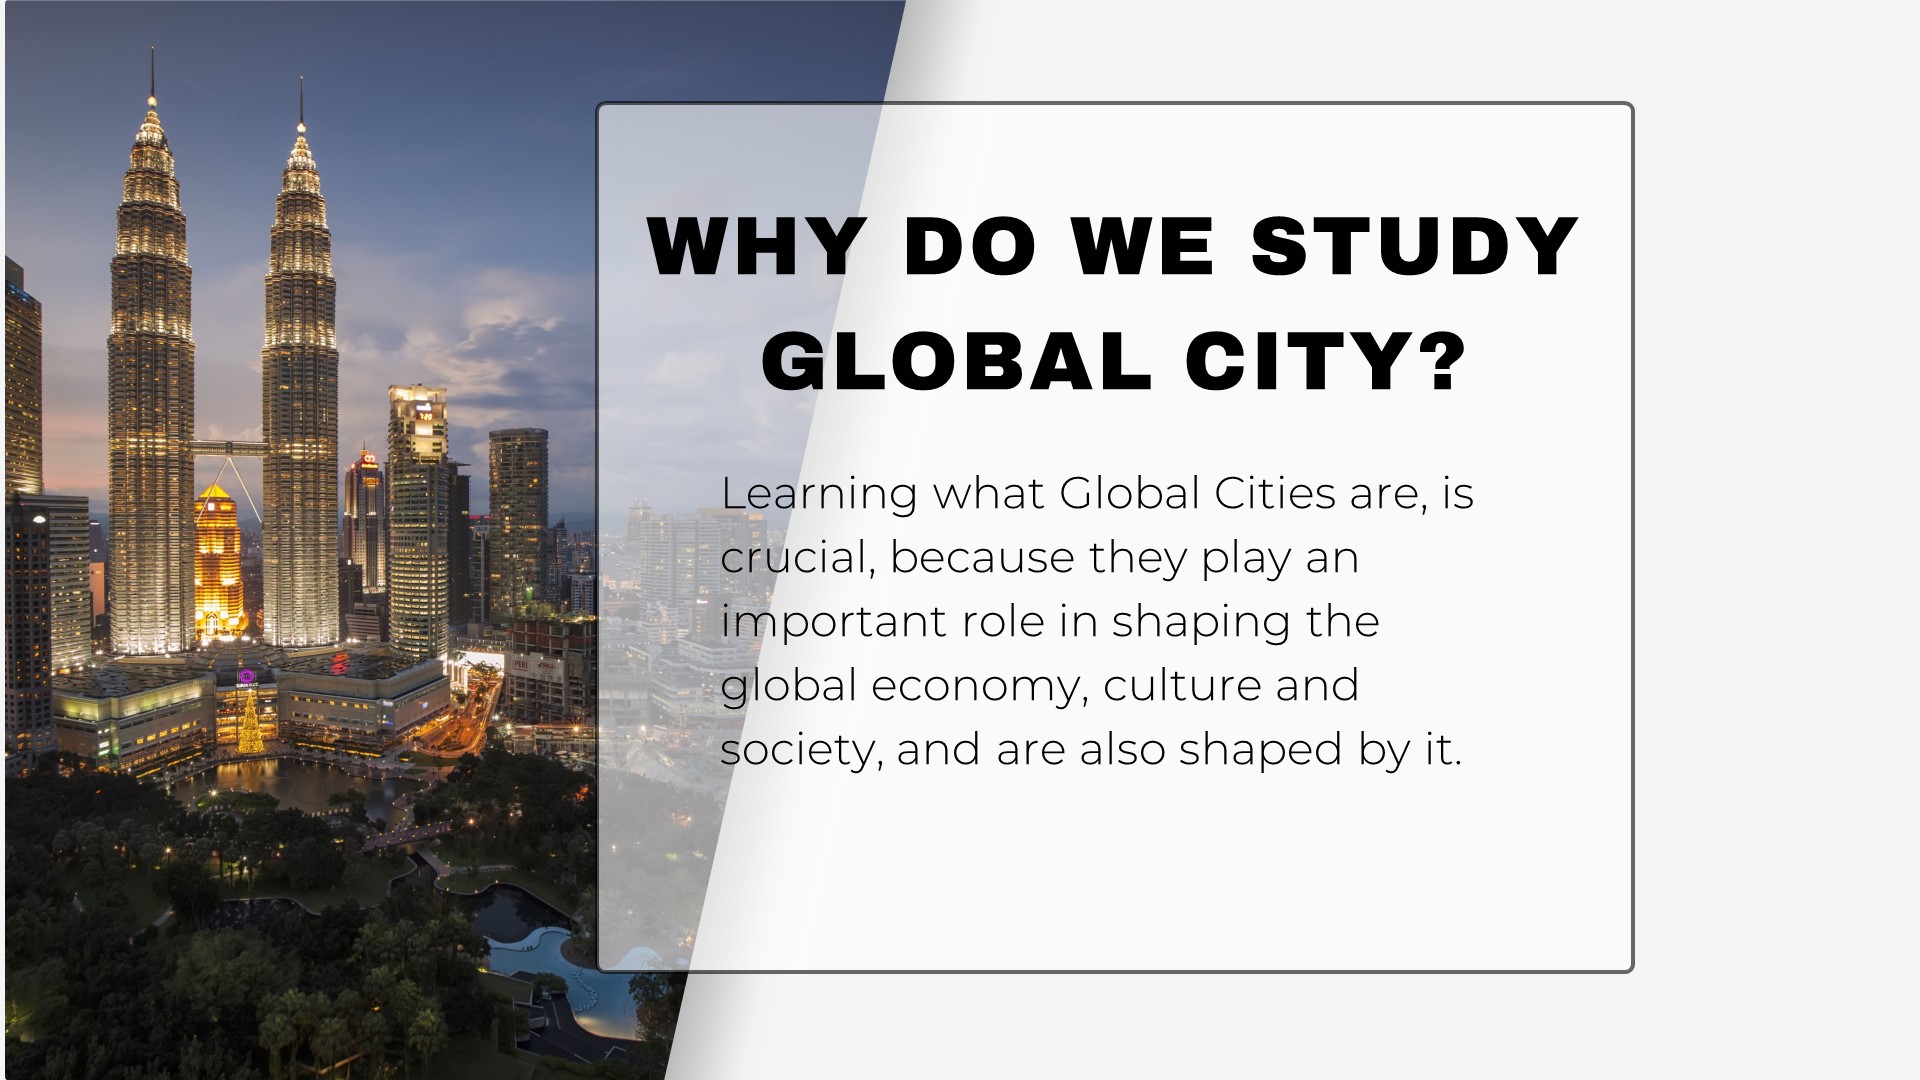 WHY DO WE STUDY
GLOBAL CITY?
Learning what Global Cities are, is
crucial, because they play an
important role in shaping the
global economy, culture and
society, and are also shaped by it.